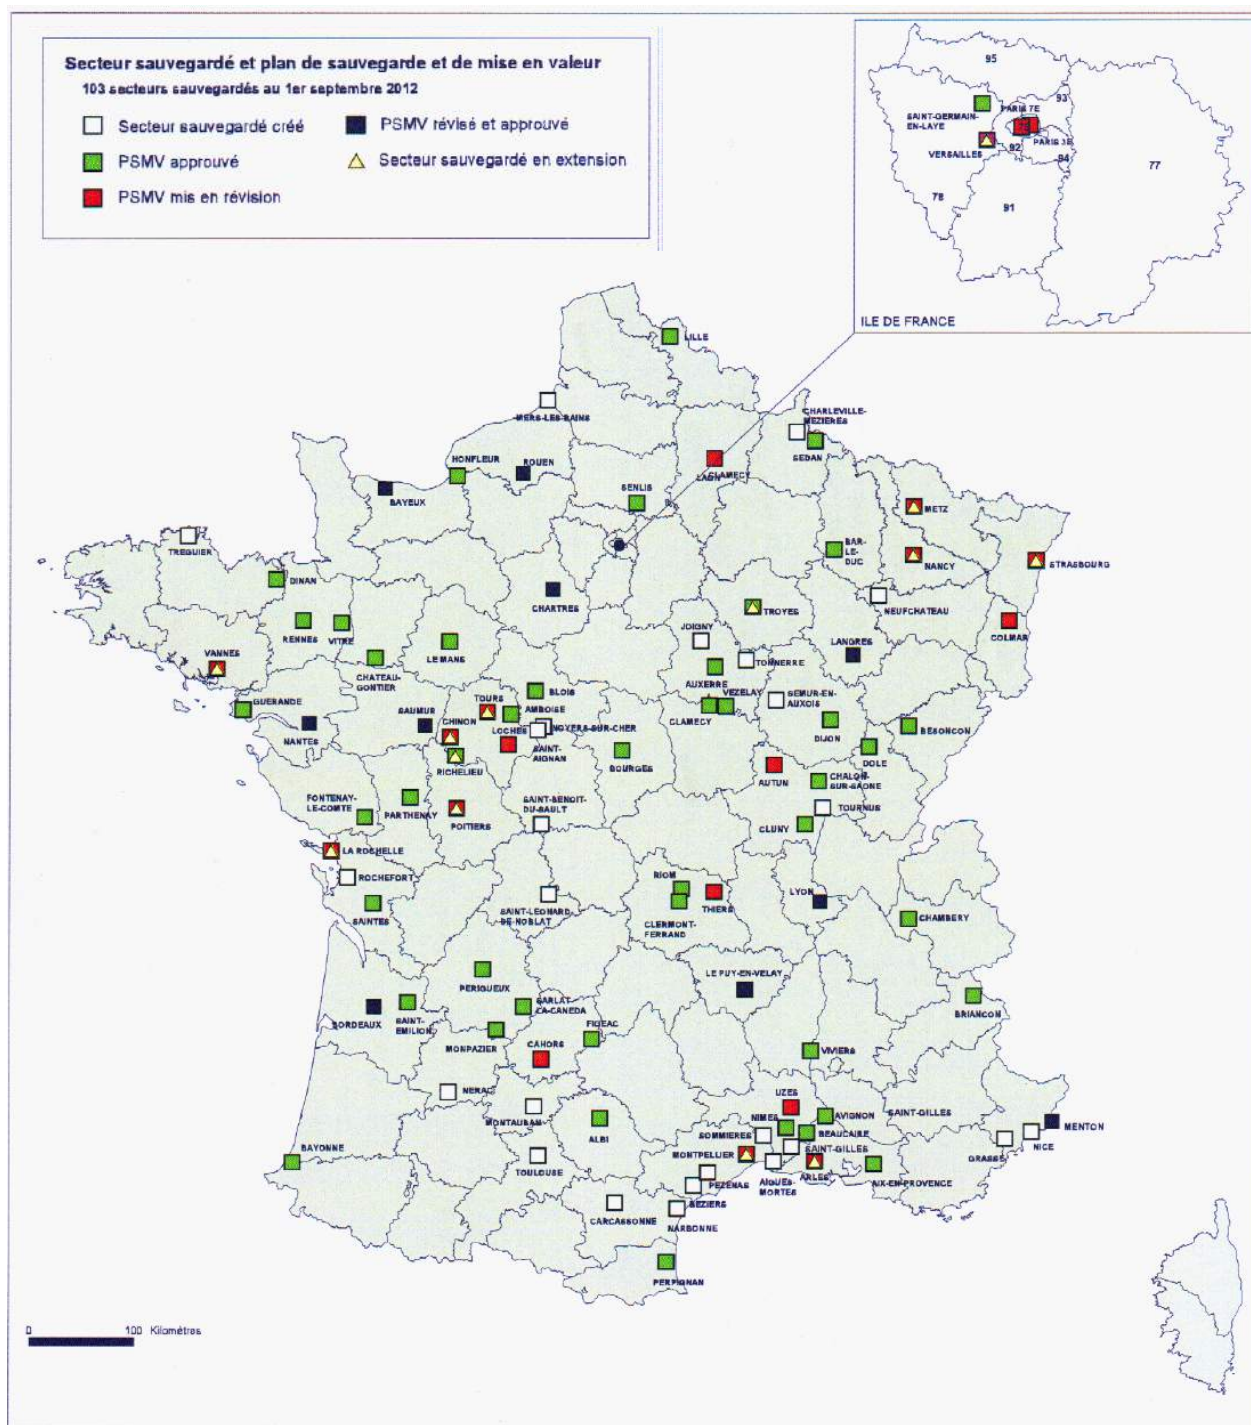 Secteur sauvegardé et plan de sauvegarde et de mise en valeur
103 secteurs sauvegardés au 1er septembre 2012
Secteur sauvegardé créé
PSMV révisé et approuvé
PSMV approuvé
Secteur sauvegardé en extension
PSMV mis en révision
95
93
PARIS 7E
SAINT-GERMAIN-
EN-LAYE
VERSAILLES
92
PARIS 3E
94
77
78
91
ILE DE FRANCE
LILLE
MERS-LES-BAINS
CHARLEVILLE-
MEZIERES
SEDAN
HONFLEUR
ROUEN
LAON
CLAMECY
SENLIS
BAYEUX
METZ
TREGUIER
BAR-
LE-
DUC
NANCY
STRASBOURG
DINAN
CHARTRES
TROYES
NEUFCHATEAU
RENNES
VITRE
JOIGNY
LANGRES
COLMAR
LE MANS
VANNES
CHATEAU-
GONTIER
TONNERRE
AUXERRE
VEZELAY
SEMUR-EN-
AUXOIS
BLOIS
TOURS
AMBOISE
GUERANDE
SAUMUR
CHINON
LOCHES
NOYERS-SUR-CHER
CLAMECY
DIJON
BESONCON
NANTES
SAINT-
AIGNAN
BOURGES
DOLE
RICHELIEU
AUTUN
CHALON-
SUR-SAONE
FONTENAY-
LE-COMTE
PARTHENAY
POITIERS
SAINT-BENOIT-
DU-SAULT
TOURNUS
CLUNY
LA ROCHELLE
ROCHEFORT
RIOM
THIERS
LYON
SAINTES
SAINT-LEONARD-
DE-NOBLAT
CLERMONT-
FERRAND
CHAMBERY
LE PUY-EN-VELAY
PERIGUEUX
BORDEAUX
SAINT-
EMILION
SARLAT-
LA-CANEDA
BRIANCON
MONPAZIER
CAHORS
FIGEAC
VIVIERS
NERAC
MONTAUBAN
UZES
ALBI
NIMES
AVIGNON
SAINT-GILLES
SOMMIERES
BEAUCAIRE
MENTON
BAYONNE
TOULOUSE
MONTPELLIER
SAINT-GILLES
GRASSE
NICE
PEZENAS
AIGUES-
MORTES
ARLES
AIX-EN-PROVENCE
BEZIERS
CARCASSONNE
NARBONNE
PERPIGNAN
0
100 Kilomètres